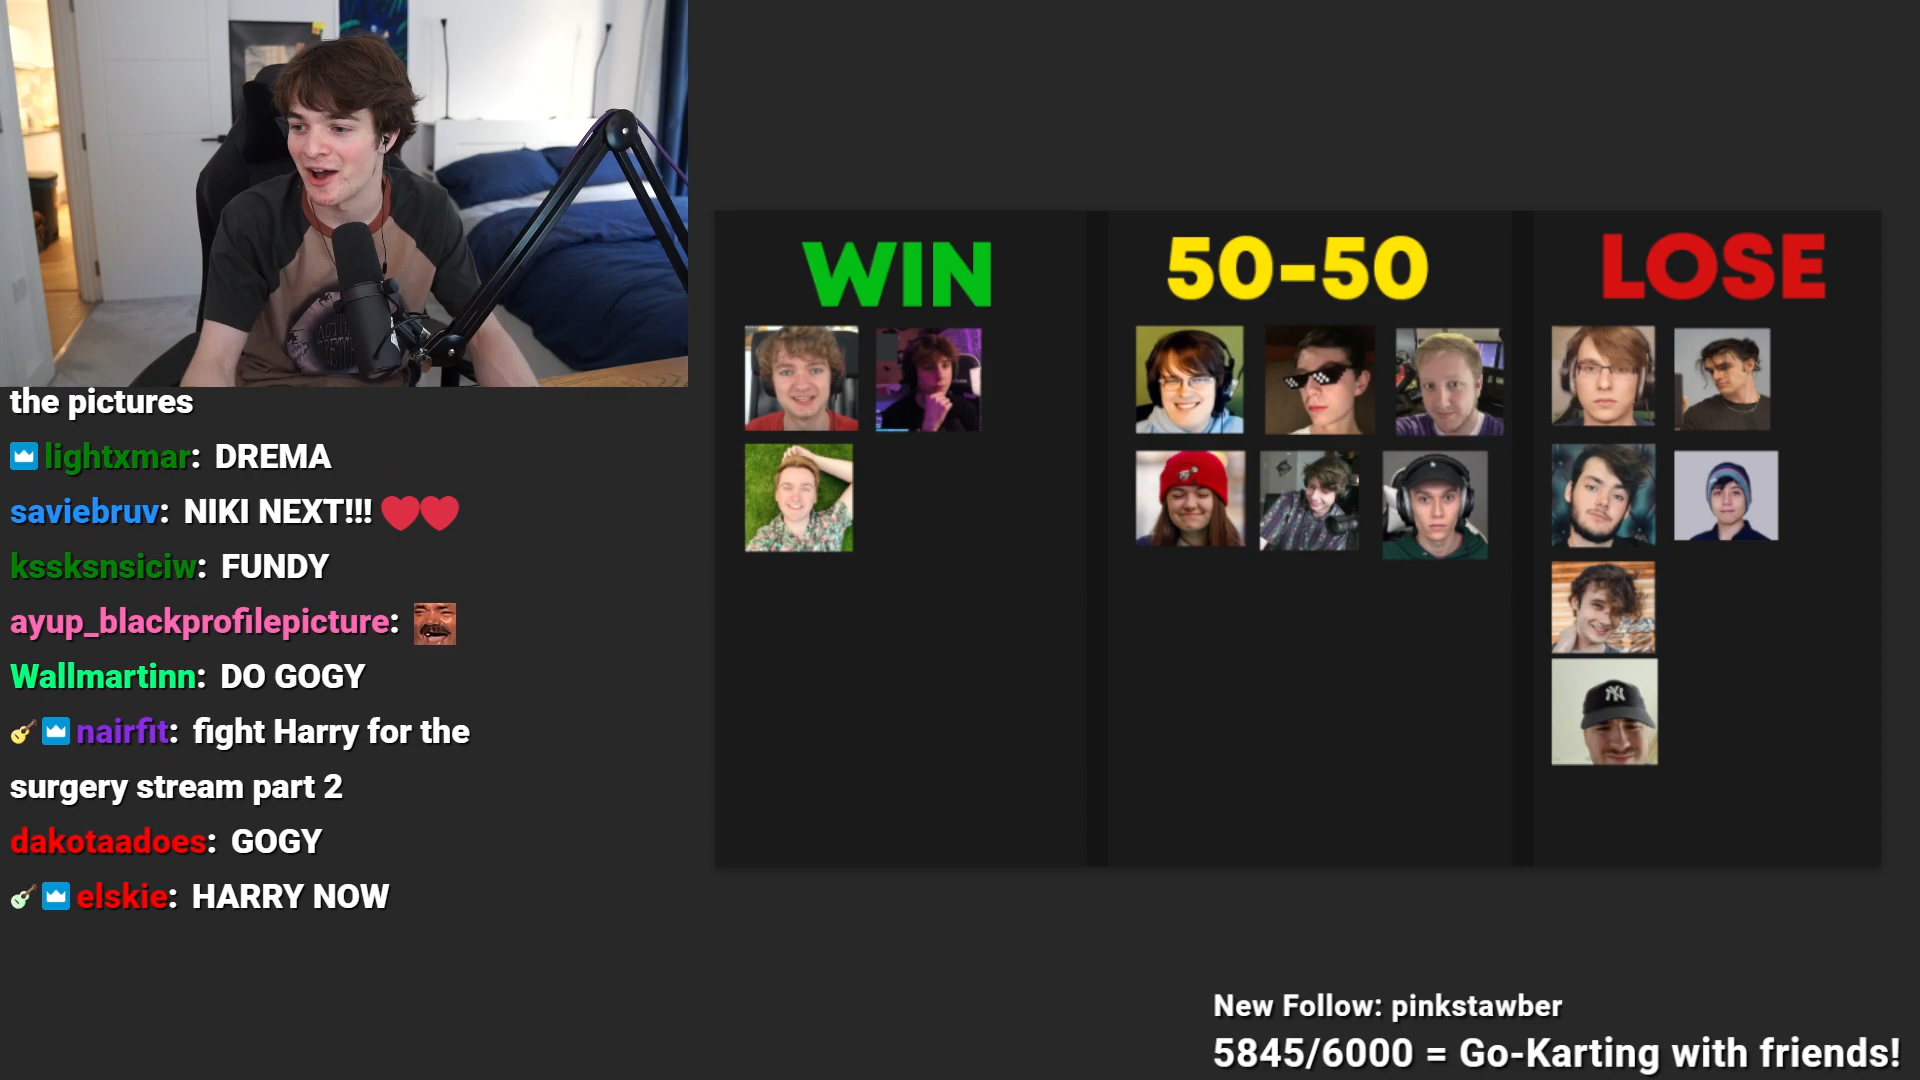 the pictures
lightxmar: DREMA
saviebruv: NIKI NEXT!!!
kssksnsiciw: FUNDY
ayup_blackprofilepicture:
Wallmartinn: DO GOGY
nairfit: fight Harry for the
surgery stream part 2
dakotaadoes: GOGY
elskie: HARRY NOW
WIN
50-50
LOSE
New Follow: pinkstawber
5845/6000 = Go-Karting with friends!